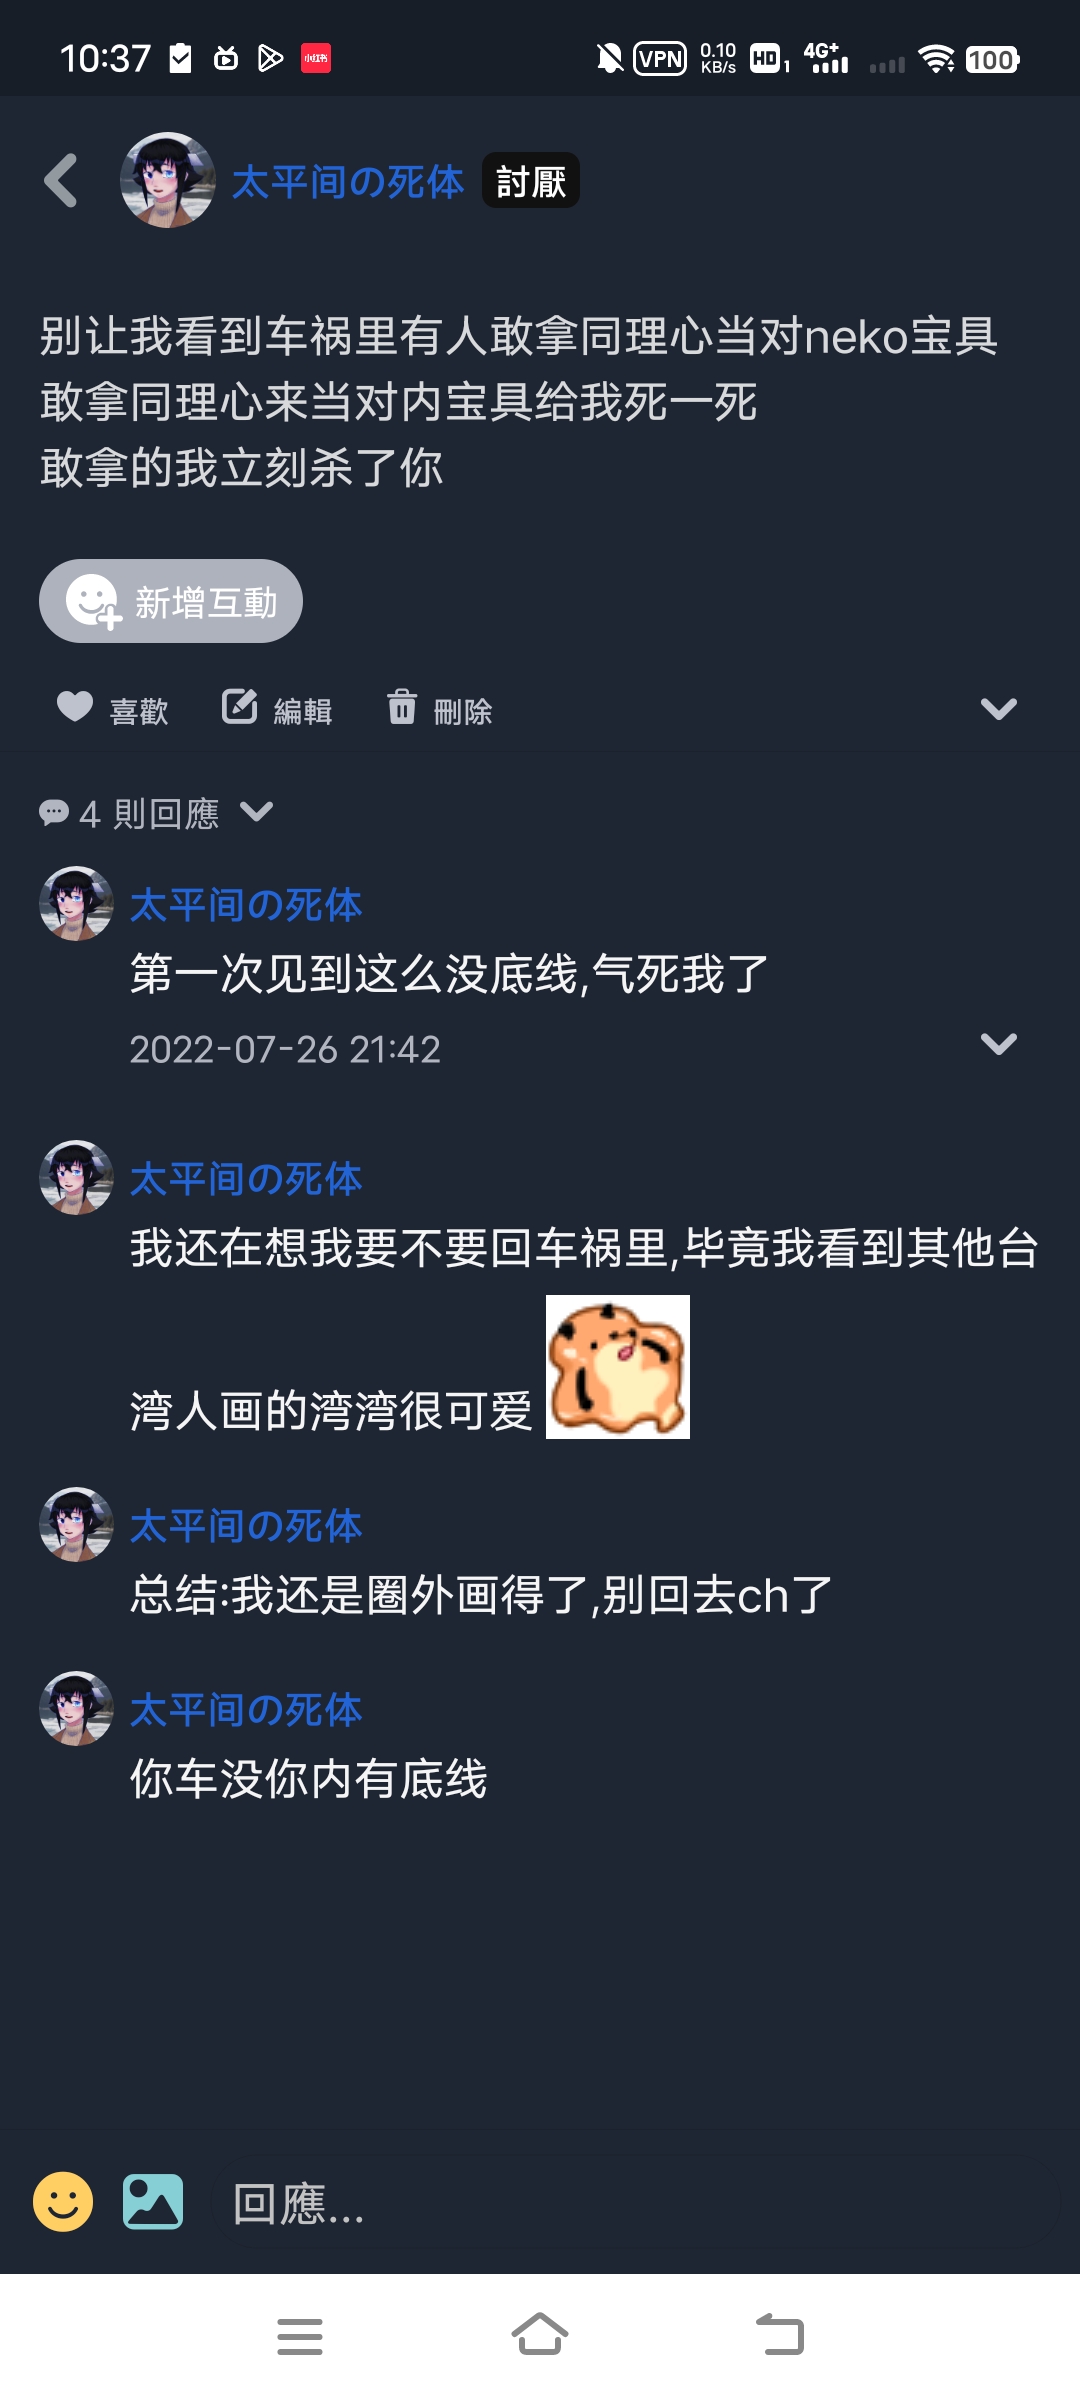 10:37
小红书
VPN
0.10
KB/s
HD 1
4G+
100
太平间の死体
討厭
别让我看到车祸里有人敢拿同理心当对neko宝具
敢拿同理心来当对内宝具给我死一死
敢拿的我立刻杀了你
新增互動
喜歡
編輯
刪除
4 則回應
太平间の死体
第一次见到这么没底线,气死我了
2022-07-26 21:42
太平间の死体
我还在想我要不要回车祸里,毕竟我看到其他台
湾人画的湾湾很可爱
太平间の死体
总结:我还是圈外画得了,别回去ch了
太平间の死体
你车没你内有底线
回應...